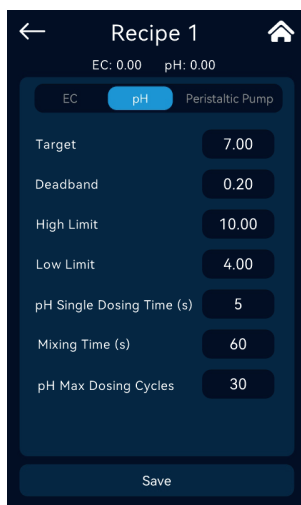 Recipe 1
EC: 0.00 pH: 0.00
EC pH Peristaltic Pump
Target 7.00
Deadband 0.20
High Limit 10.00
Low Limit 4.00
pH Single Dosing Time (s) 5
Mixing Time (s) 60
pH Max Dosing Cycles 30
Save